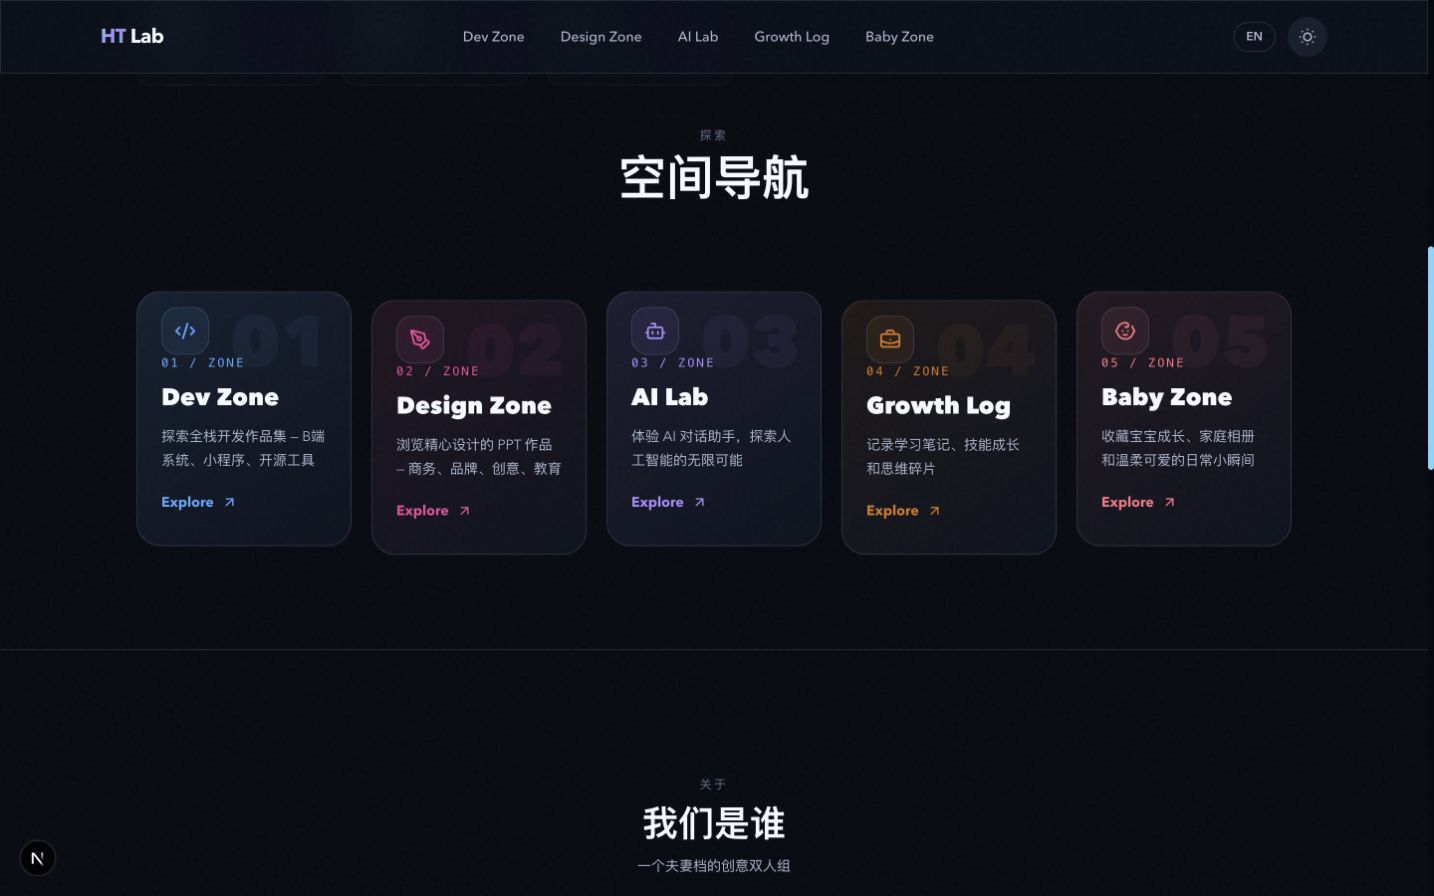 HT Lab
Dev Zone
Design Zone
AI Lab
Growth Log
Baby Zone
EN
探索
空间导航
01
01 / ZONE
Dev Zone
探索全栈开发作品集 – B端
系统、小程序、开源工具
Explore
02
02 / ZONE
Design Zone
浏览精心设计的 PPT 作品
– 商务、品牌、创意、教育
Explore
03
03 / ZONE
AI Lab
体验 AI 对话助手，探索人
工智能的无限可能
Explore
04
04 / ZONE
Growth Log
记录学习笔记、技能成长
和思维碎片
Explore
05
05 / ZONE
Baby Zone
收藏宝宝成长、家庭相册
和温柔可爱的日常小瞬间
Explore
关于
我们是谁
一个夫妻档的创意双人组
N